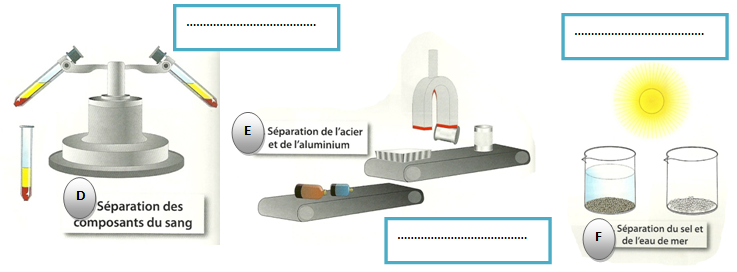 ........................................
........................................
E
Séparation de l'acier
et de l'aluminium
D
Séparation des
composants du sang
........................................
F
Séparation du sel et
de l'eau de mer